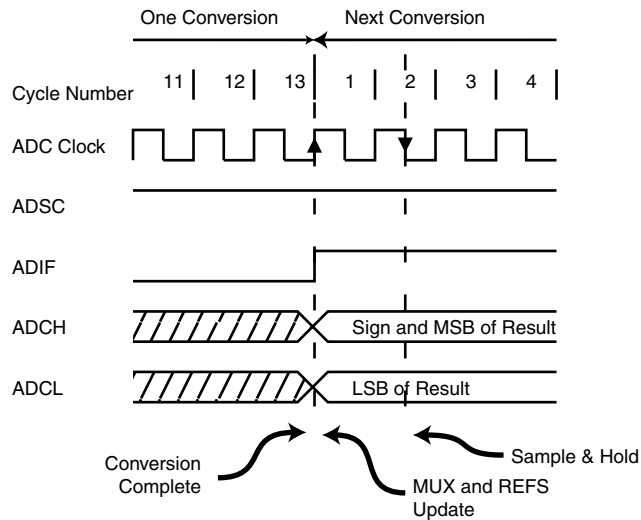 One Conversion Next Conversion
Cycle Number 11 12 13 1 2 3 4
ADC Clock
ADSC
ADIF
ADCH Sign and MSB of Result
ADCL LSB of Result
Conversion
Complete
MUX and REFS
Update
Sample & Hold